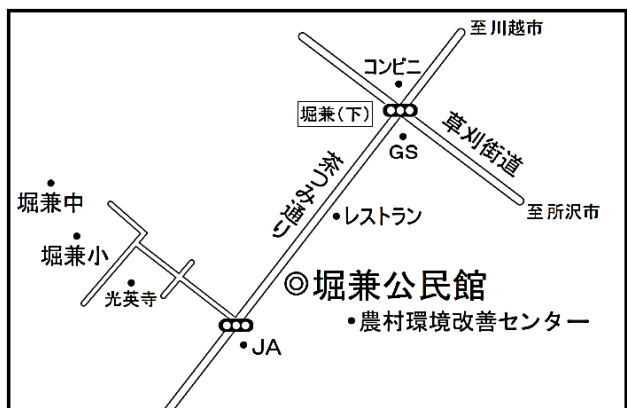 至川越市
コンビニ
堀兼(下)
草刈街道
GS
茶つみ通り
至所沢市
レストラン
堀兼中
堀兼小
光英寺
堀兼公民館
農村環境改善センター
JA